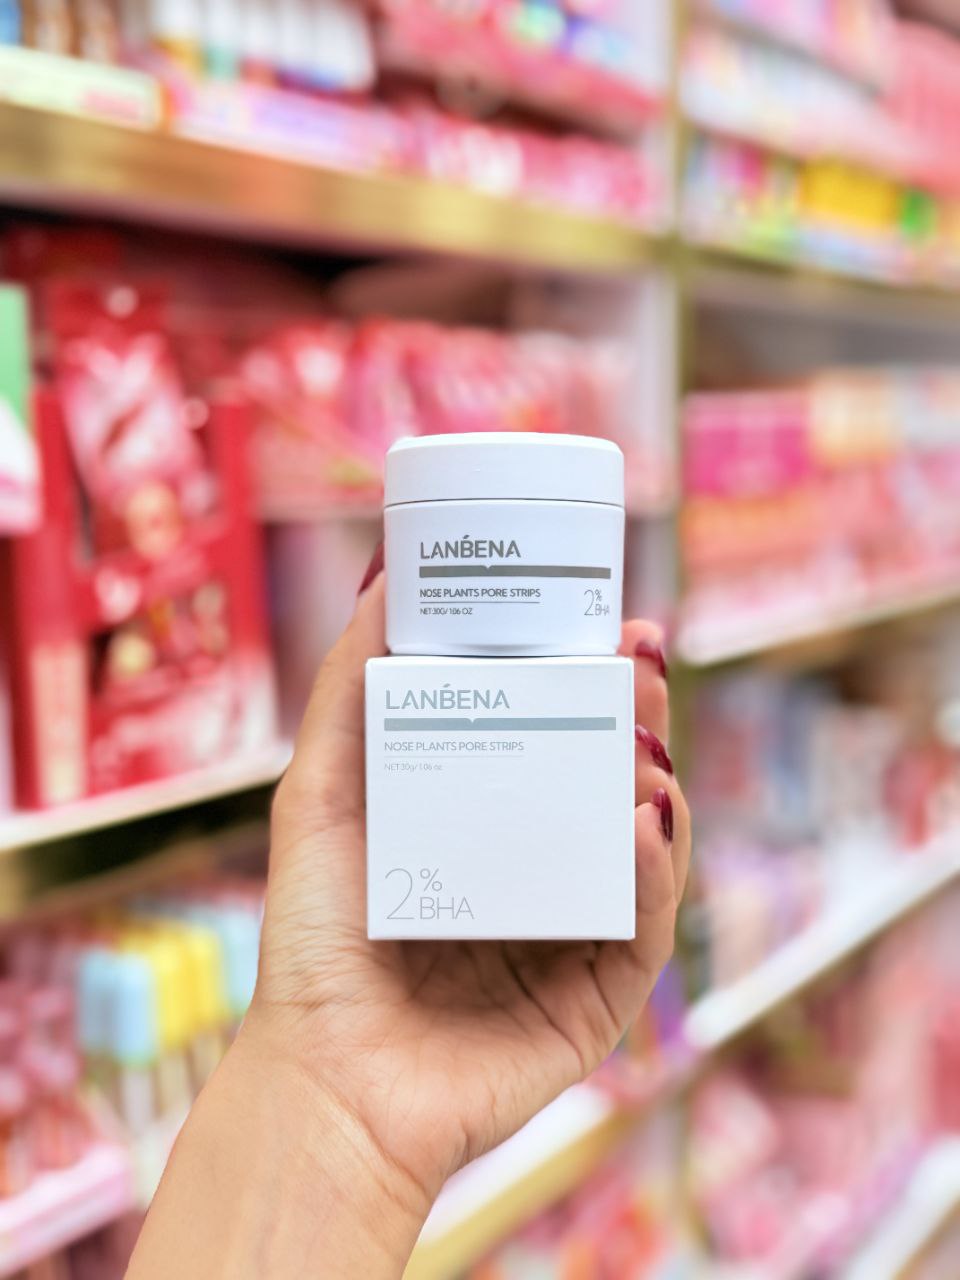 LANBENA
NOSE PLANTS PORE STRIPS
NET:30G/1.06 OZ
2%
BHA
LANBENA
NOSE PLANTS PORE STRIPS
NET 30g/1.06 oz
2%
BHA